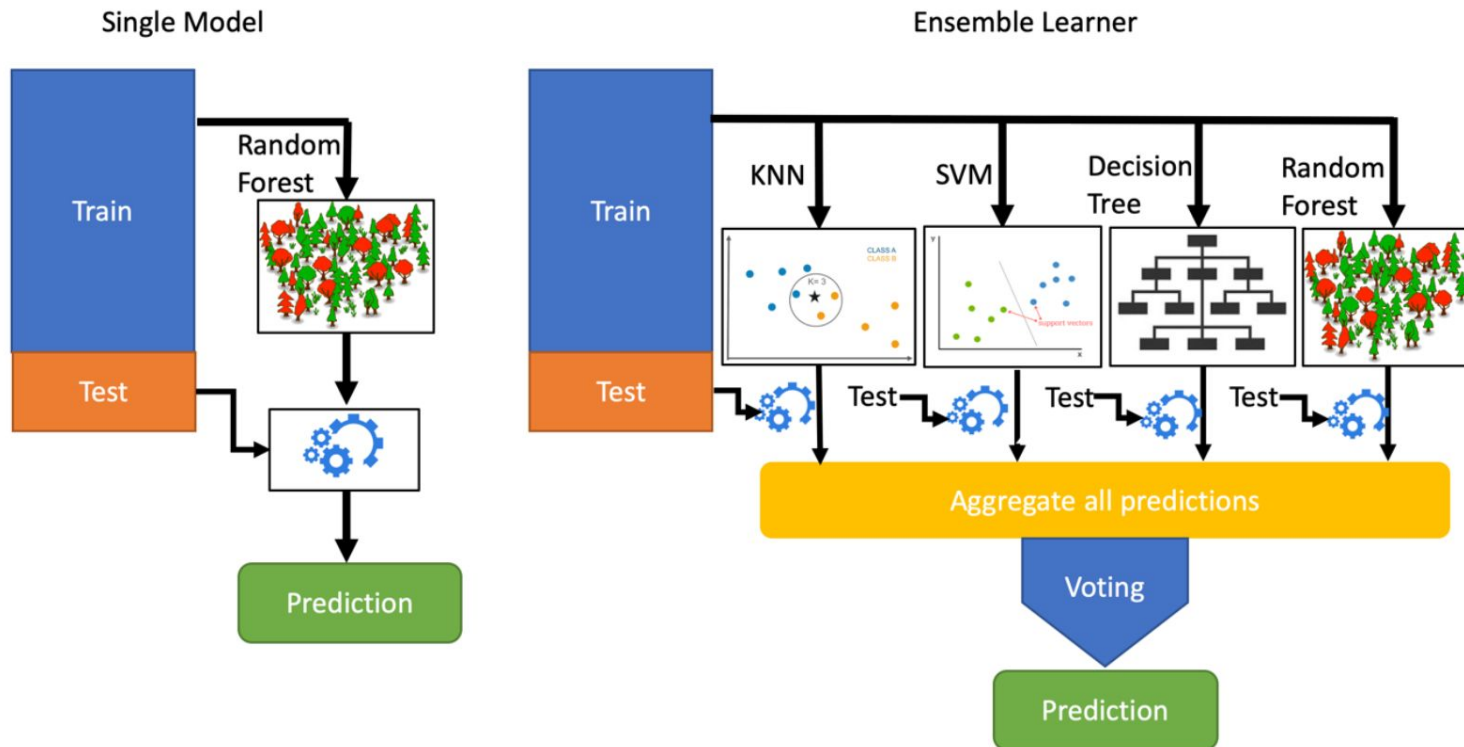 Single Model
Train
Random
Forest
Test
Prediction
Ensemble Learner
Train
KNN
SVM
Decision
Tree
Random
Forest
CLASS A
CLASS B
K= 3
Y
support vectors
X
Test
Test
Test
Test
Aggregate all predictions
Voting
Prediction